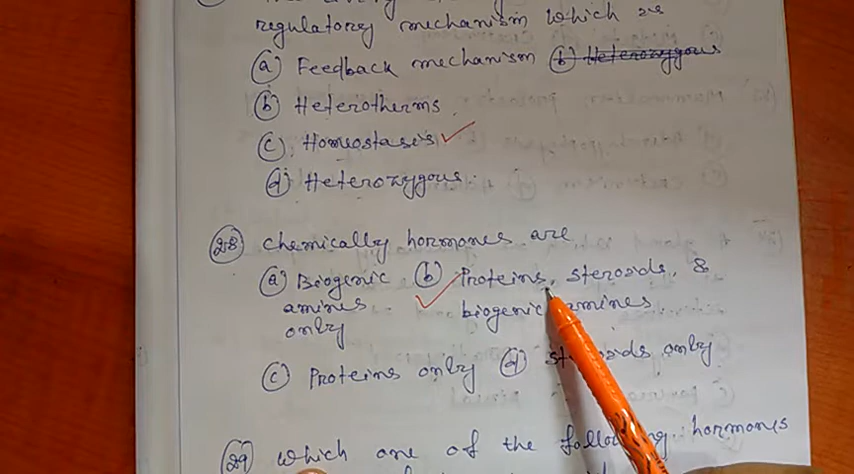 regulatory mechanism which is
(a) Feedback mechanism (b) Heterozygous
(b) Heterotherms.
(c) Homeostasis
(d) Heterozygous.
(28) Chemically hormones are
(a) Biogenic (b) Proteins, steroids, &
amines biogenic amines
only
(c) Proteins only (d) steroids only
(29) Which one of the following hormones